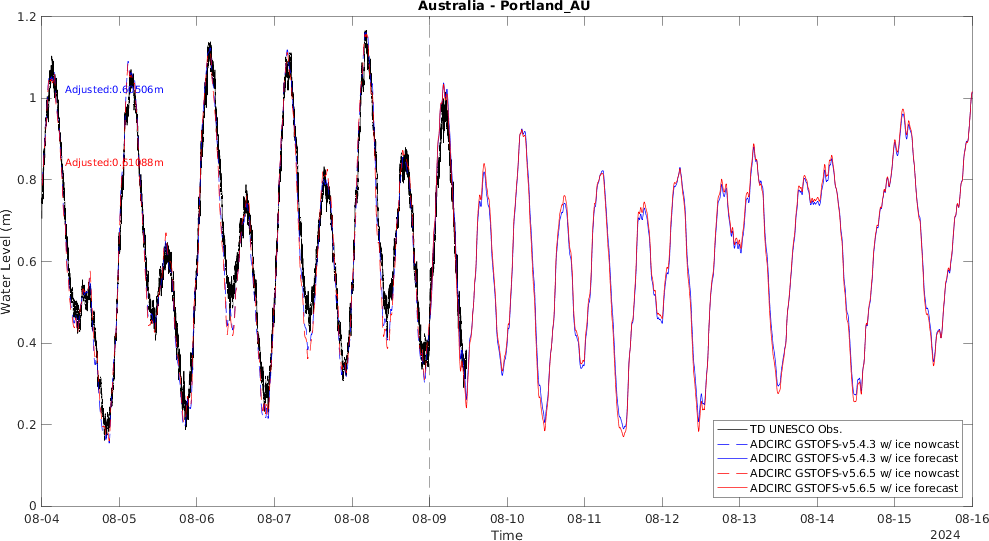 Australia - Portland_AU
1.2
1
0.8
0.6
0.4
0.2
0
Water Level (m)
Adjusted:0.51088m
08-04
08-05
08-06
08-07
08-08
08-09
08-10
08-11
08-12
08-13
08-14
08-15
08-16
Time
2024
TD UNESCO Obs.
ADCIRC GSTOFS-v5.4.3 w/ ice nowcast
ADCIRC GSTOFS-v5.4.3 w/ ice forecast
ADCIRC GSTOFS-v5.6.5 w/ ice nowcast
ADCIRC GSTOFS-v5.6.5 w/ ice forecast